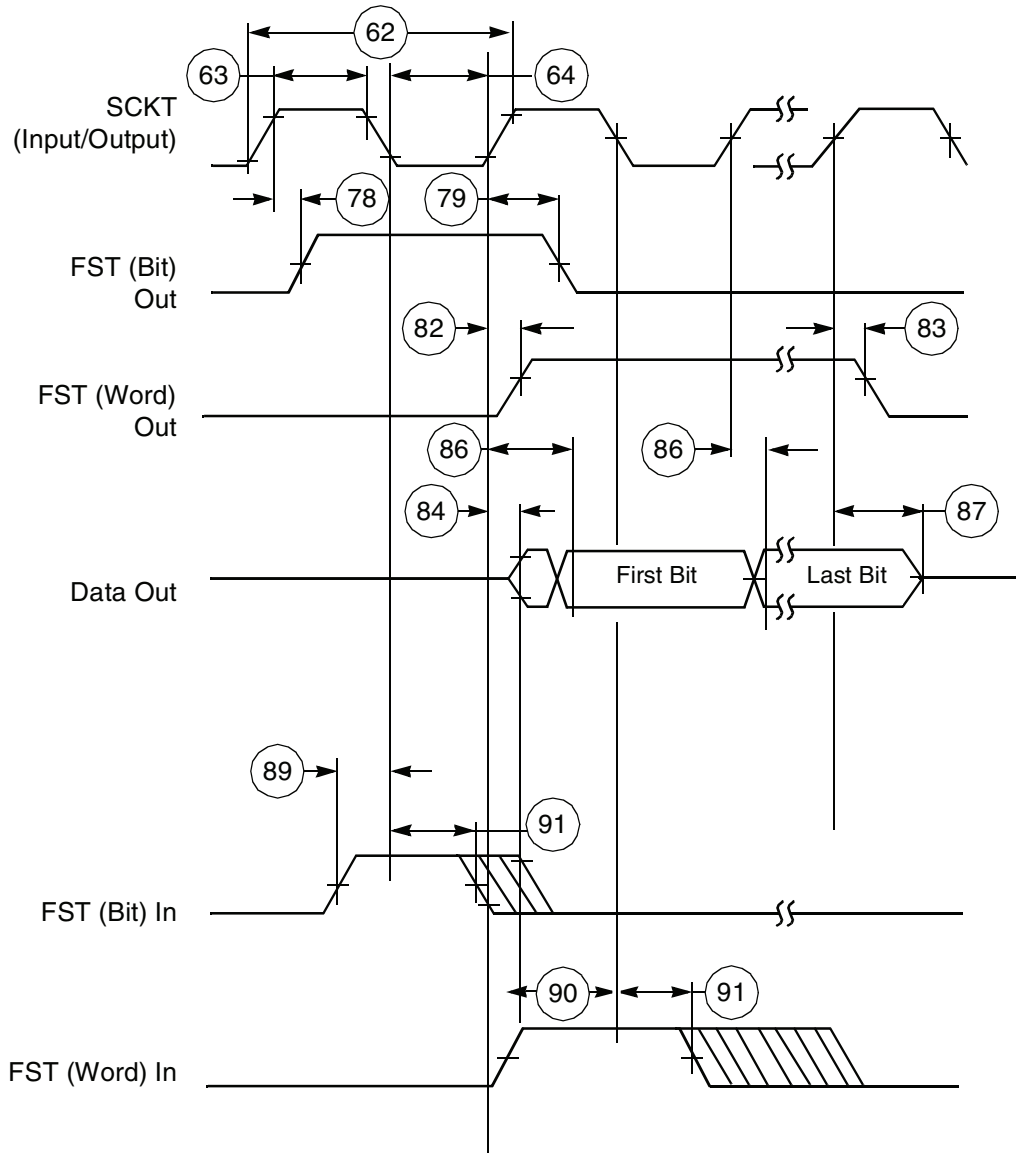 62
63
64
SCKT
(Input/Output)
78
79
FST (Bit)
Out
82
83
FST (Word)
Out
86
86
84
87
Data Out
First Bit
Last Bit
89
91
FST (Bit) In
90
91
FST (Word) In